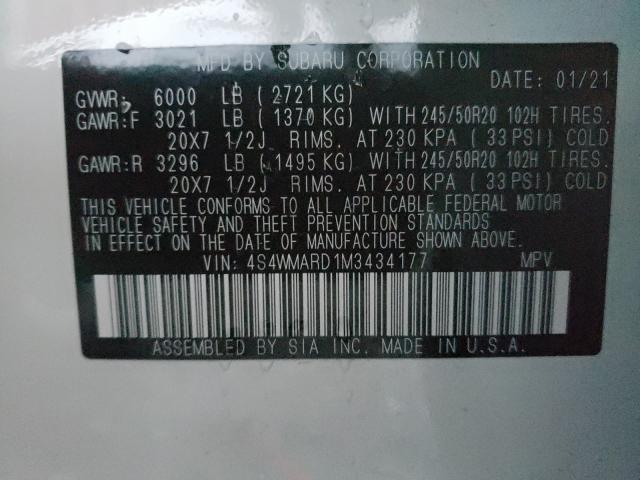 MFD BY SUBARU CORPORATION
DATE: 01/21
GVWR: 6000 LB ( 2721 KG)
GAWR:F 3021 LB ( 1370 KG) WITH 245/50R20 102H TIRES.
20X7 1/2J RIMS. AT 230 KPA ( 33 PSI) COLD
GAWR:R 3296 LB ( 1495 KG) WITH 245/50R20 102H TIRES.
20X7 1/2J RIMS. AT 230 KPA ( 33 PSI) COLD
THIS VEHICLE CONFORMS TO ALL APPLICABLE FEDERAL MOTOR
VEHICLE SAFETY AND THEFT PREVENTION STANDARDS
IN EFFECT ON THE DATE OF MANUFACTURE SHOWN ABOVE.
VIN: 4S4WMARD1M3434177 MPV
ASSEMBLED BY SIA INC. MADE IN U.S.A.